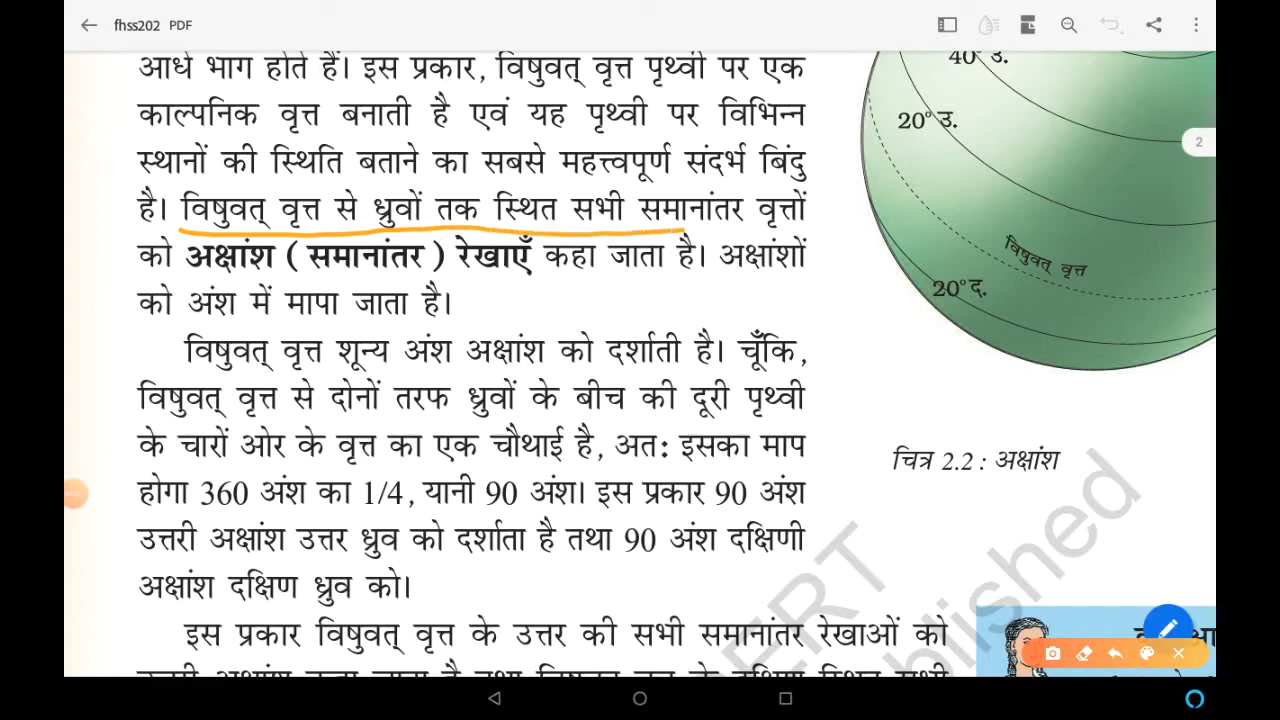 fhss202 PDF
आधे भाग होते हैं। इस प्रकार, विषुवत् वृत्त पृथ्वी पर एक
काल्पनिक वृत्त बनाती है एवं यह पृथ्वी पर विभिन्न
स्थानों की स्थिति बताने का सबसे महत्त्वपूर्ण संदर्भ बिंदु
है। विषुवत् वृत्त से ध्रुवों तक स्थित सभी समानांतर वृत्तों
को अक्षांश ( समानांतर ) रेखाएँ कहा जाता है। अक्षांशों
को अंश में मापा जाता है।
विषुवत् वृत्त शून्य अंश अक्षांश को दर्शाती है। चूँकि,
विषुवत् वृत्त से दोनों तरफ ध्रुवों के बीच की दूरी पृथ्वी
के चारों ओर के वृत्त का एक चौथाई है, अत: इसका माप
होगा 360 अंश का 1/4, यानी 90 अंश। इस प्रकार 90 अंश
उत्तरी अक्षांश उत्तर ध्रुव को दर्शाता है तथा 90 अंश दक्षिणी
अक्षांश दक्षिण ध्रुव को।
इस प्रकार विषुवत् वृत्त के उत्तर की सभी समानांतर रेखाओं को
40° उ.
20° उ.
विषुवत् वृत्त
20° द.
2
चित्र 2.2 : अक्षांश